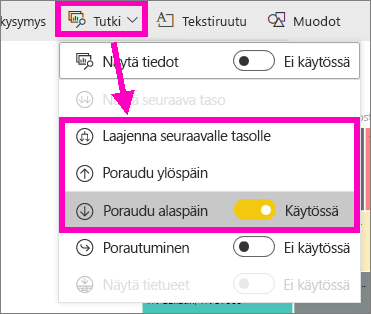 kysymys Tutki Tekstiruutu Muodot
Näytä tiedot Ei käytössä
Näytä seuraava taso
Laajenna seuraavalle tasolle
Poraudu ylöspäin
Poraudu alaspäin Käytössä
Porautuminen Ei käytössä
Näytä tietueet Ei käytössä